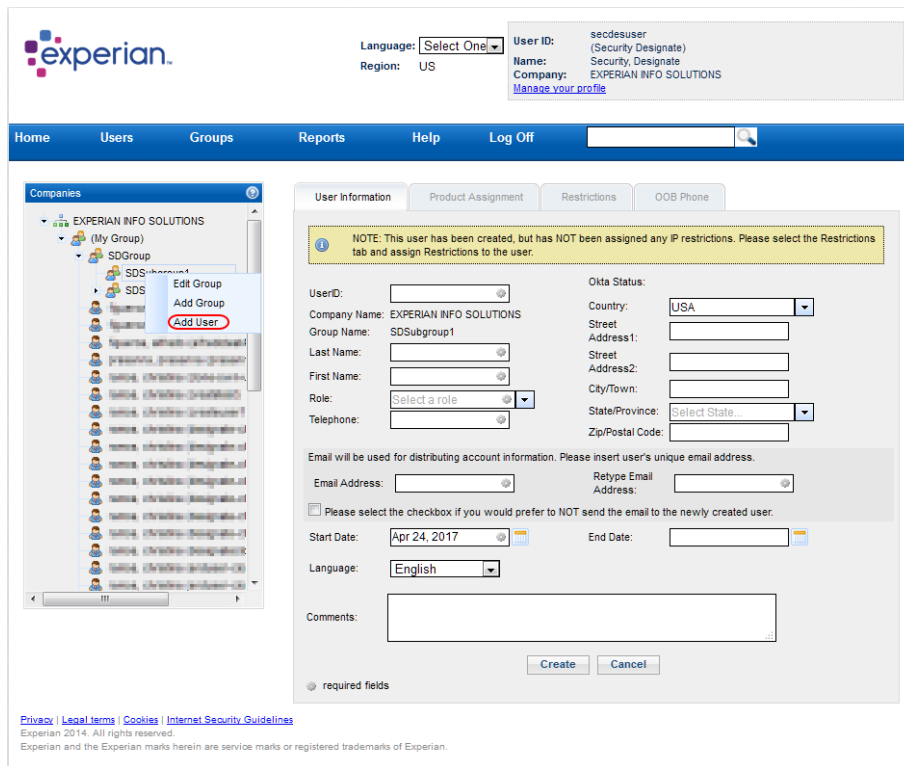 experian™
Language: Select One
Region: US
User ID: secdesuser
(Security Designate)
Name: Security, Designate
Company: EXPERIAN INFO SOLUTIONS
Manage your profile
Home Users Groups Reports Help Log Off
Companies
EXPERIAN INFO SOLUTIONS
(My Group)
SDGroup
SDSubgroup1
SDS
Edit Group
Add Group
Add User
User Information Product Assignment Restrictions OOB Phone
NOTE: This user has been created, but has NOT been assigned any IP restrictions. Please select the Restrictions
tab and assign Restrictions to the user.
UserID:
Company Name: EXPERIAN INFO SOLUTIONS
Group Name: SDSubgroup1
Last Name:
First Name:
Role: Select a role
Telephone:
Okta Status:
Country: USA
Street
Address1:
Street
Address2:
City/Town:
State/Province: Select State...
Zip/Postal Code:
Email will be used for distributing account information. Please insert user's unique email address.
Email Address:
Retype Email
Address:
Please select the checkbox if you would prefer to NOT send the email to the newly created user.
Start Date: Apr 24, 2017
End Date:
Language: English
Comments:
Create Cancel
required fields
Privacy | Legal terms | Cookies | Internet Security Guidelines
Experian 2014. All rights reserved.
Experian and the Experian marks herein are service marks or registered trademarks of Experian.